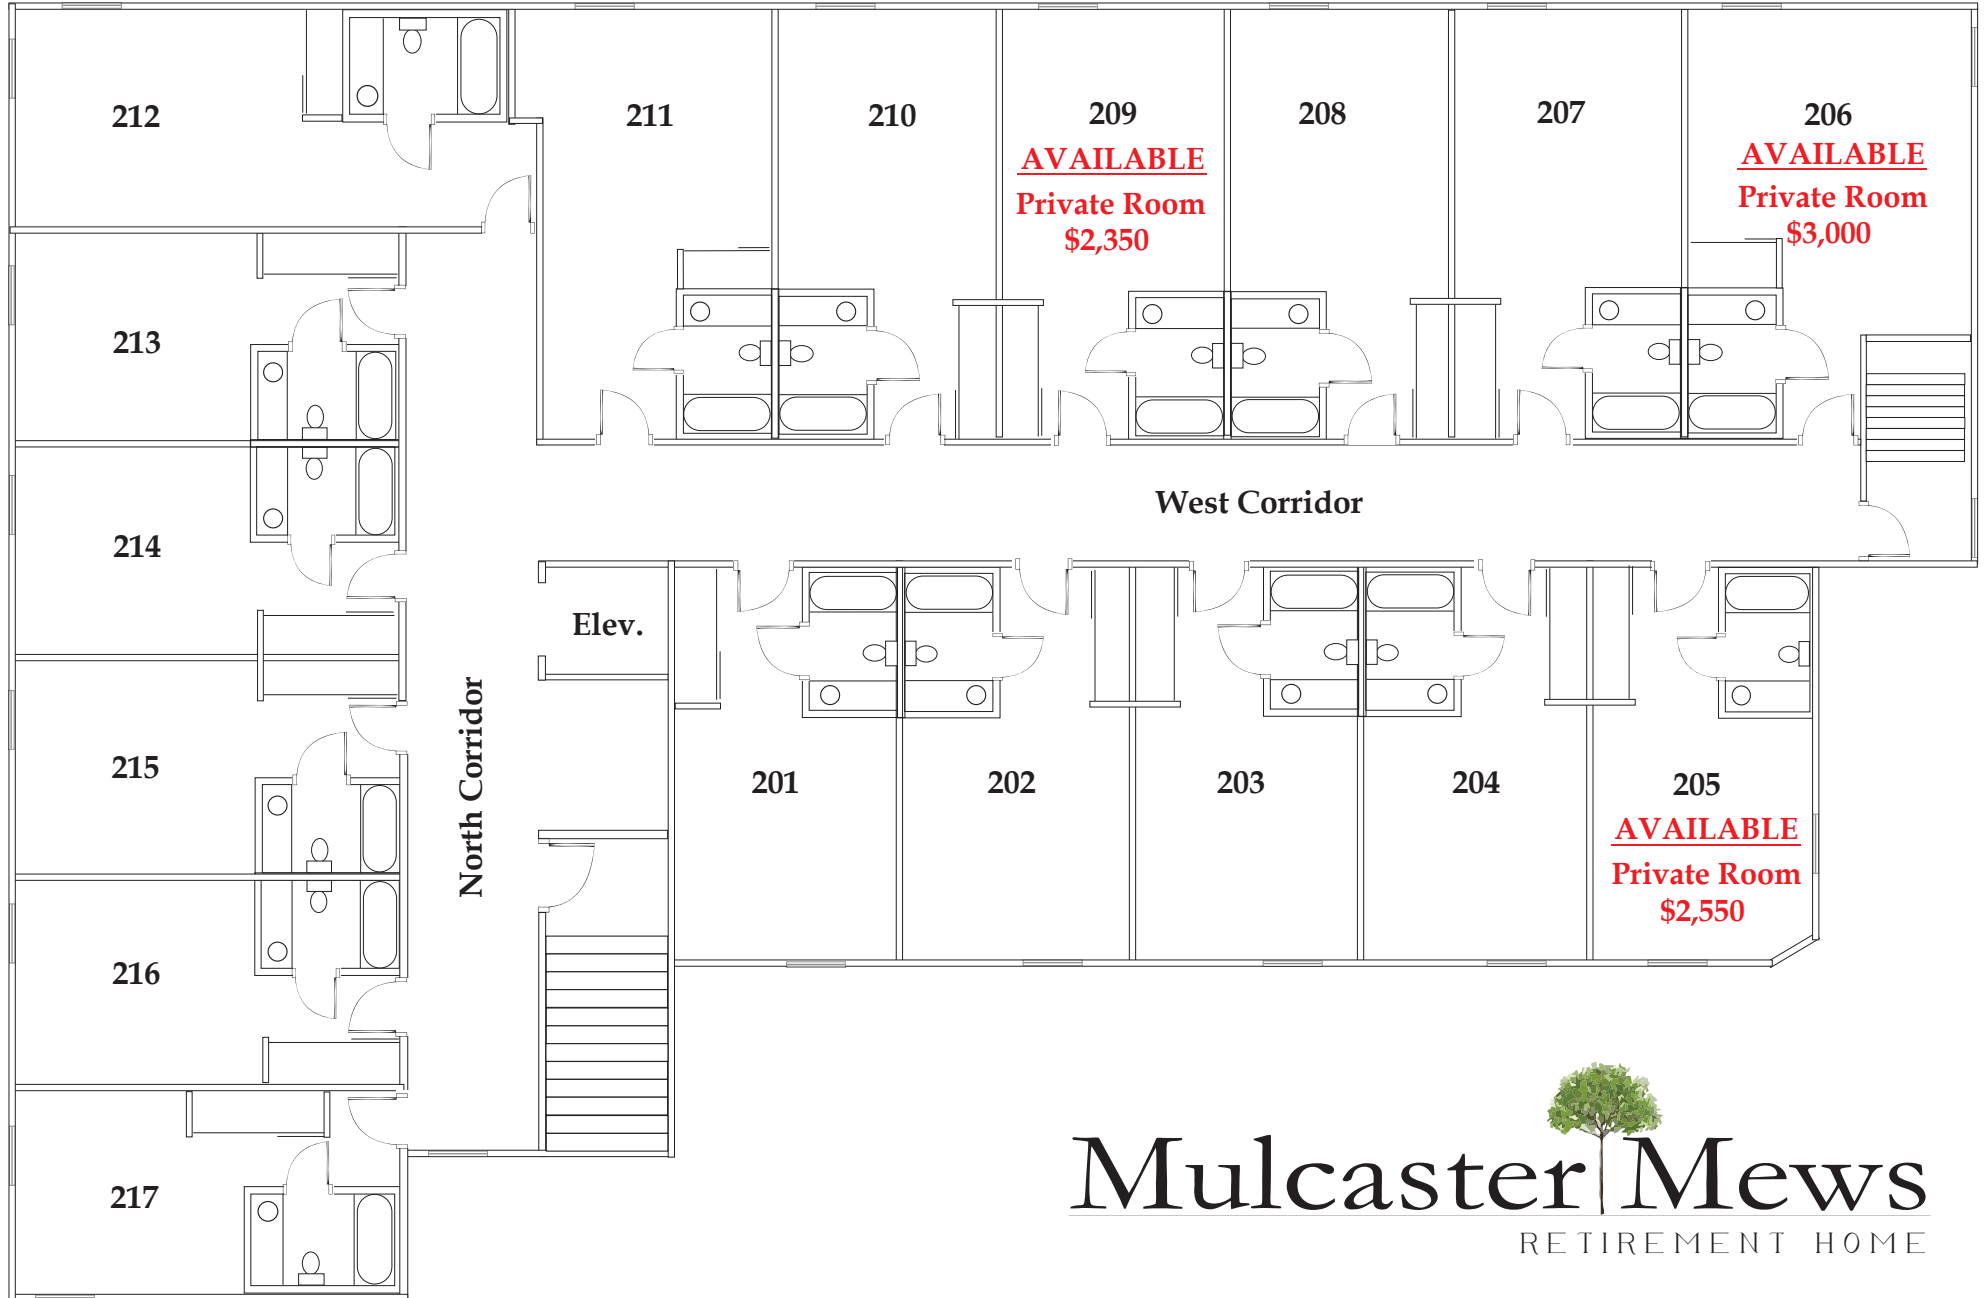 212
211
210
209
AVAILABLE
Private Room
$2,350
208
207
206
AVAILABLE
Private Room
$3,000
213
214
215
216
217
West Corridor
North Corridor
Elev.
201
202
203
204
205
AVAILABLE
Private Room
$2,550
Mulcaster Mews
RETIREMENT HOME